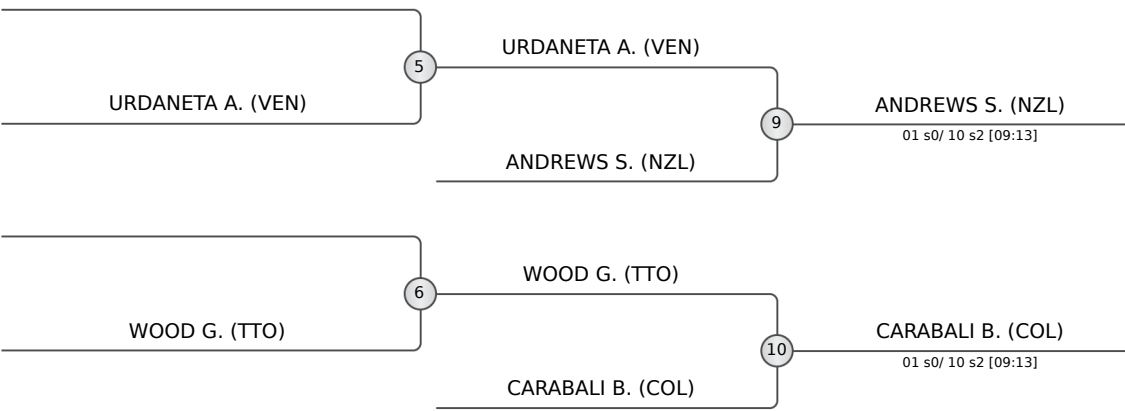 URDANETA A. (VEN)
5
URDANETA A. (VEN)
9
ANDREWS S. (NZL)
ANDREWS S. (NZL)
01 s0/ 10 s2 [09:13]
WOOD G. (TTO)
6
WOOD G. (TTO)
10
CARABALI B. (COL)
CARABALI B. (COL)
01 s0/ 10 s2 [09:13]